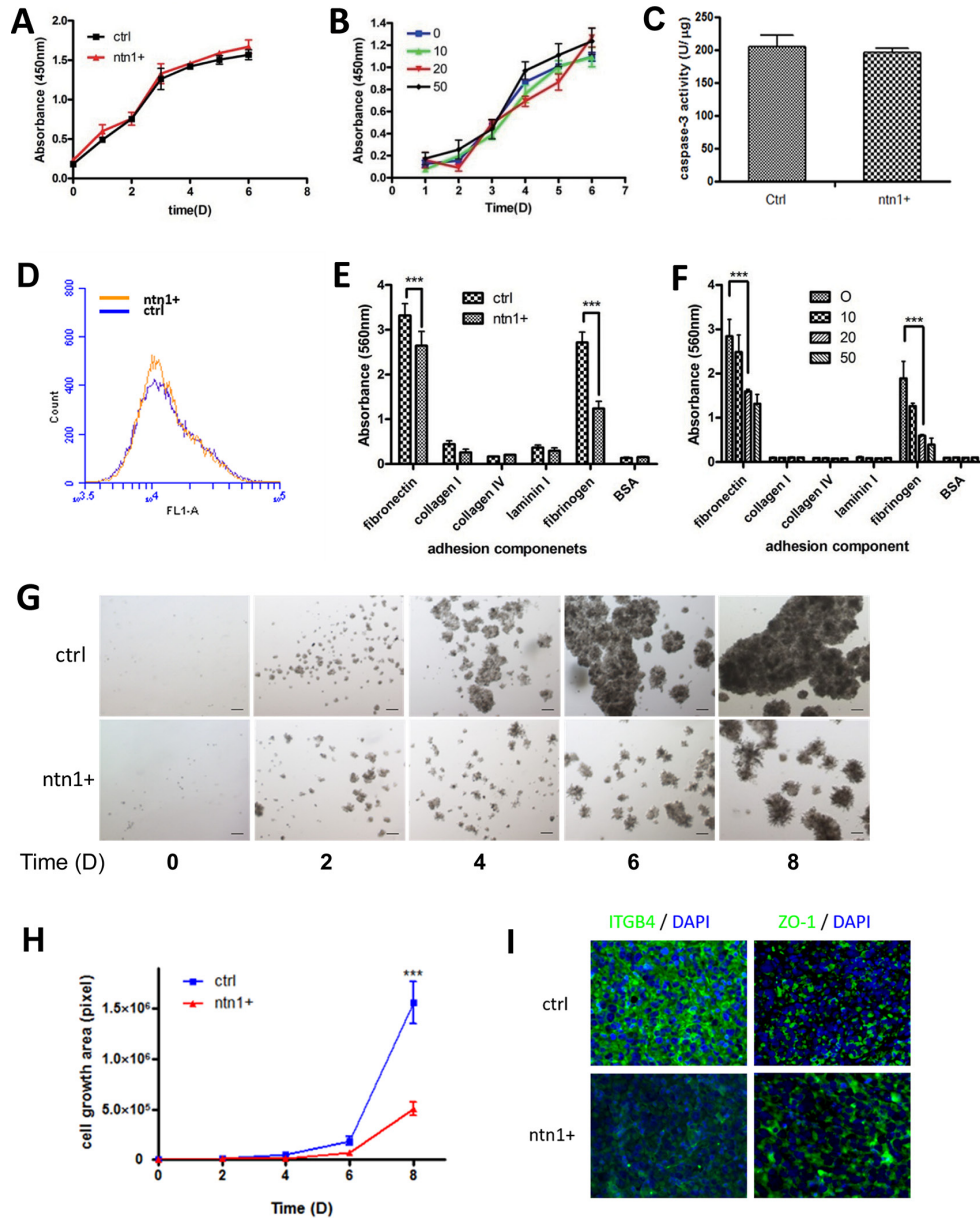 A
Absorbance (450nm)
2.0
1.5
1.0
0.5
0.0
0
2
4
6
8
time(D)
ctrl
ntn1+
B
Absorbance (450nm)
1.4
1.2
1.0
0.8
0.6
0.4
0.2
0.0
0
1
2
3
4
5
6
7
Time(D)
0
10
20
50
C
caspase-3 activity (U/µg)
250
200
150
100
50
0
Ctrl
ntn1+
D
ntn1+
ctrl
Count
800
600
400
200
0
10^3.5
10^4
10^5
FL1-A
E
Absorbance (560nm)
4
3
2
1
0
***
***
ctrl
ntn1+
fibronectin
collagen I
collagen IV
laminin I
fibrinogen
BSA
adhesion componenets
F
Absorbance (560nm)
4
3
2
1
0
***
***
O
10
20
50
fibronectin
collagen I
collagen IV
laminin I
fibrinogen
BSA
adhesion component
G
ctrl
ntn1+
Time (D) 0 2 4 6 8
H
cell growth area (pixel)
1.5×10⁶
1.0×10⁶
5.0×10⁵
0
0
2
4
6
8
Time (D)
ctrl
ntn1+
***
I
ITGB4 / DAPI
ZO-1 / DAPI
ctrl
ntn1+